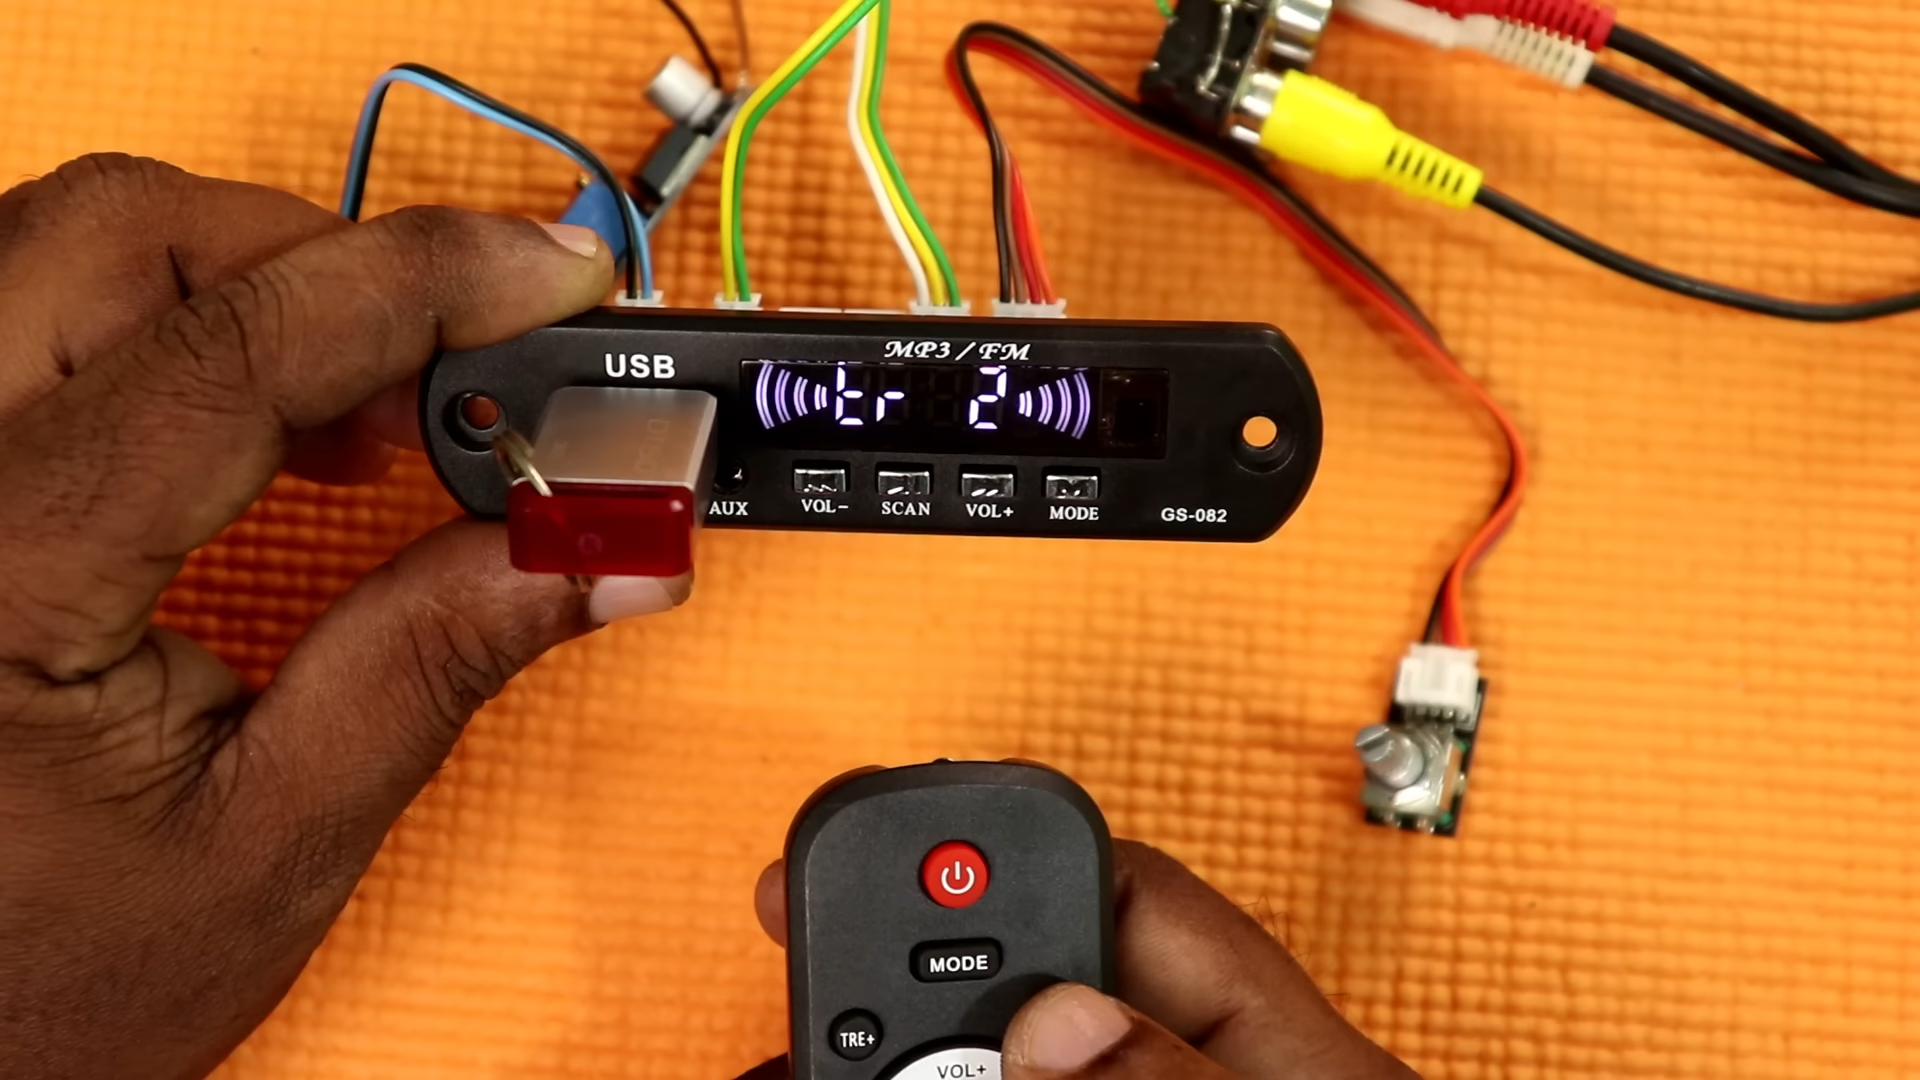 MP3/FM
USB
tr 2
AUX
VOL-
SCAN
VOL+
MODE
GS-082
MODE
TRE+
VOL+